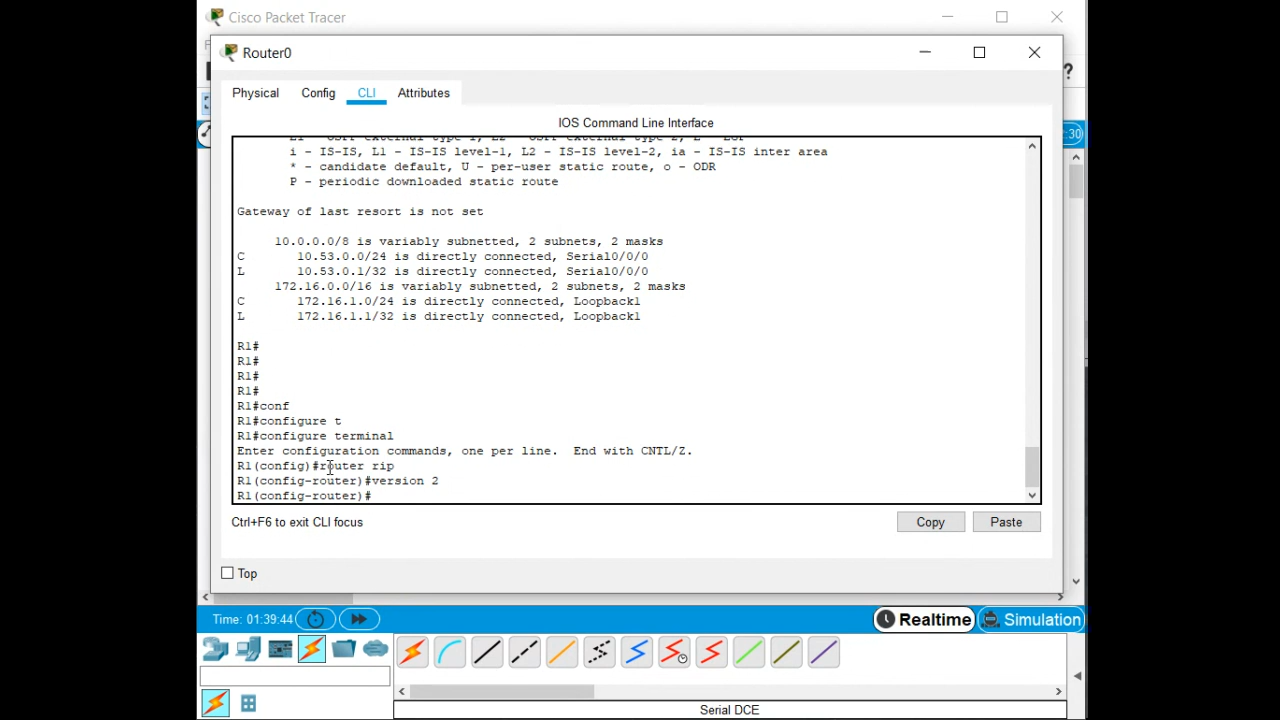 Cisco Packet Tracer
Router0
?
Physical Config CLI Attributes
IOS Command Line Interface
:30
i - IS-IS, L1 - IS-IS level-1, L2 - IS-IS level-2, ia - IS-IS inter area
* - candidate default, U - per-user static route, o - ODR
P - periodic downloaded static route
Gateway of last resort is not set
10.0.0.0/8 is variably subnetted, 2 subnets, 2 masks
C 10.53.0.0/24 is directly connected, Serial0/0/0
L 10.53.0.1/32 is directly connected, Serial0/0/0
172.16.0.0/16 is variably subnetted, 2 subnets, 2 masks
C 172.16.1.0/24 is directly connected, Loopback1
L 172.16.1.1/32 is directly connected, Loopback1
R1#
R1#
R1#
R1#
R1#conf
R1#configure t
R1#configure terminal
Enter configuration commands, one per line. End with CNTL/Z.
R1(config)#router rip
R1(config-router)#version 2
R1(config-router)#
Ctrl+F6 to exit CLI focus
Copy Paste
Top
Time: 01:39:44
Realtime Simulation
Serial DCE